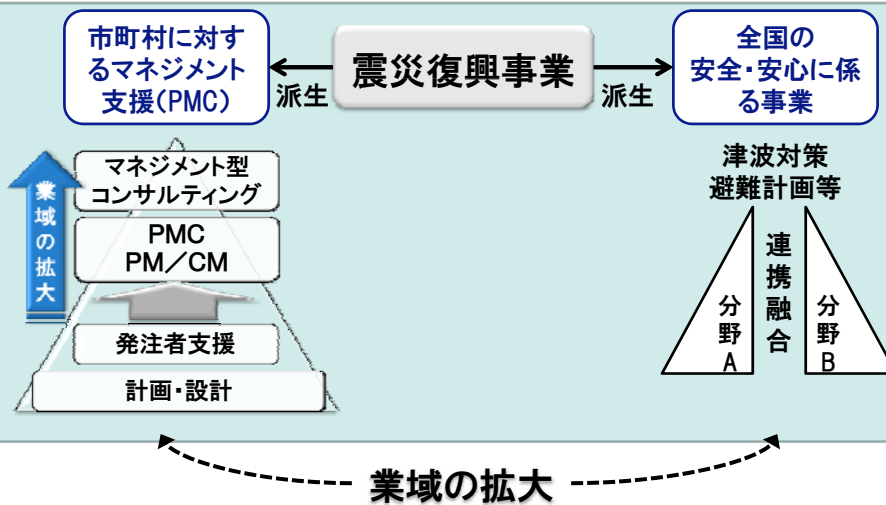 市町村に対す
るマネジメント
支援(PMC)
派生
震災復興事業
派生
全国の
安全・安心に係
る事業
業域の拡大
マネジメント型
コンサルティング
PMC
PM／CM
発注者支援
計画・設計
津波対策
避難計画等
分野A
連携融合
分野B
業域の拡大